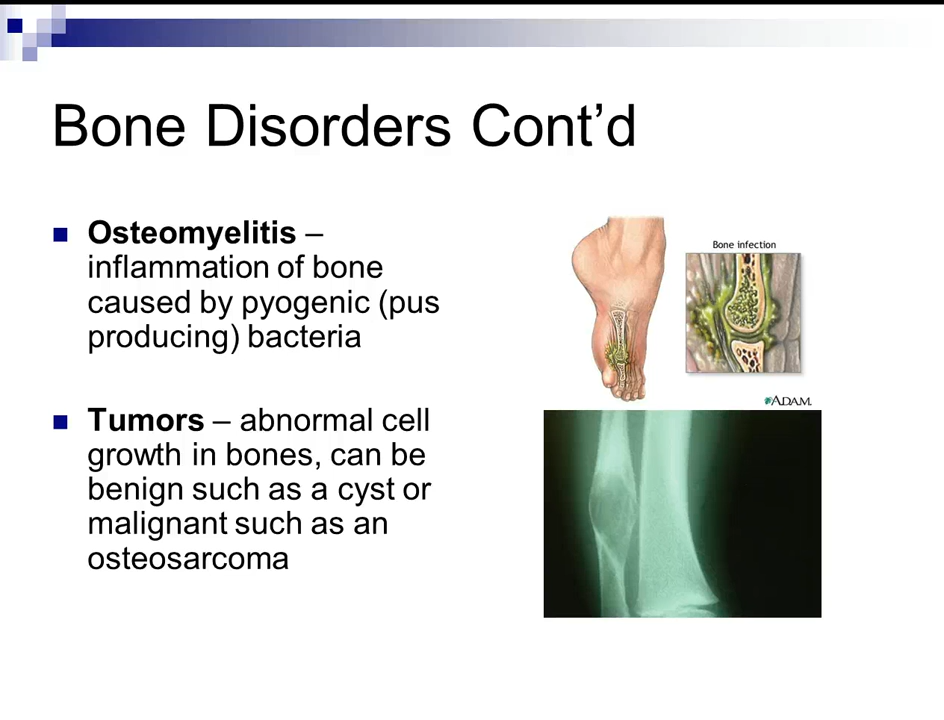 Bone Disorders Cont’d
Osteomyelitis –
inflammation of bone
caused by pyogenic (pus
producing) bacteria
Tumors – abnormal cell
growth in bones, can be
benign such as a cyst or
malignant such as an
osteosarcoma
Bone infection
ADAM.